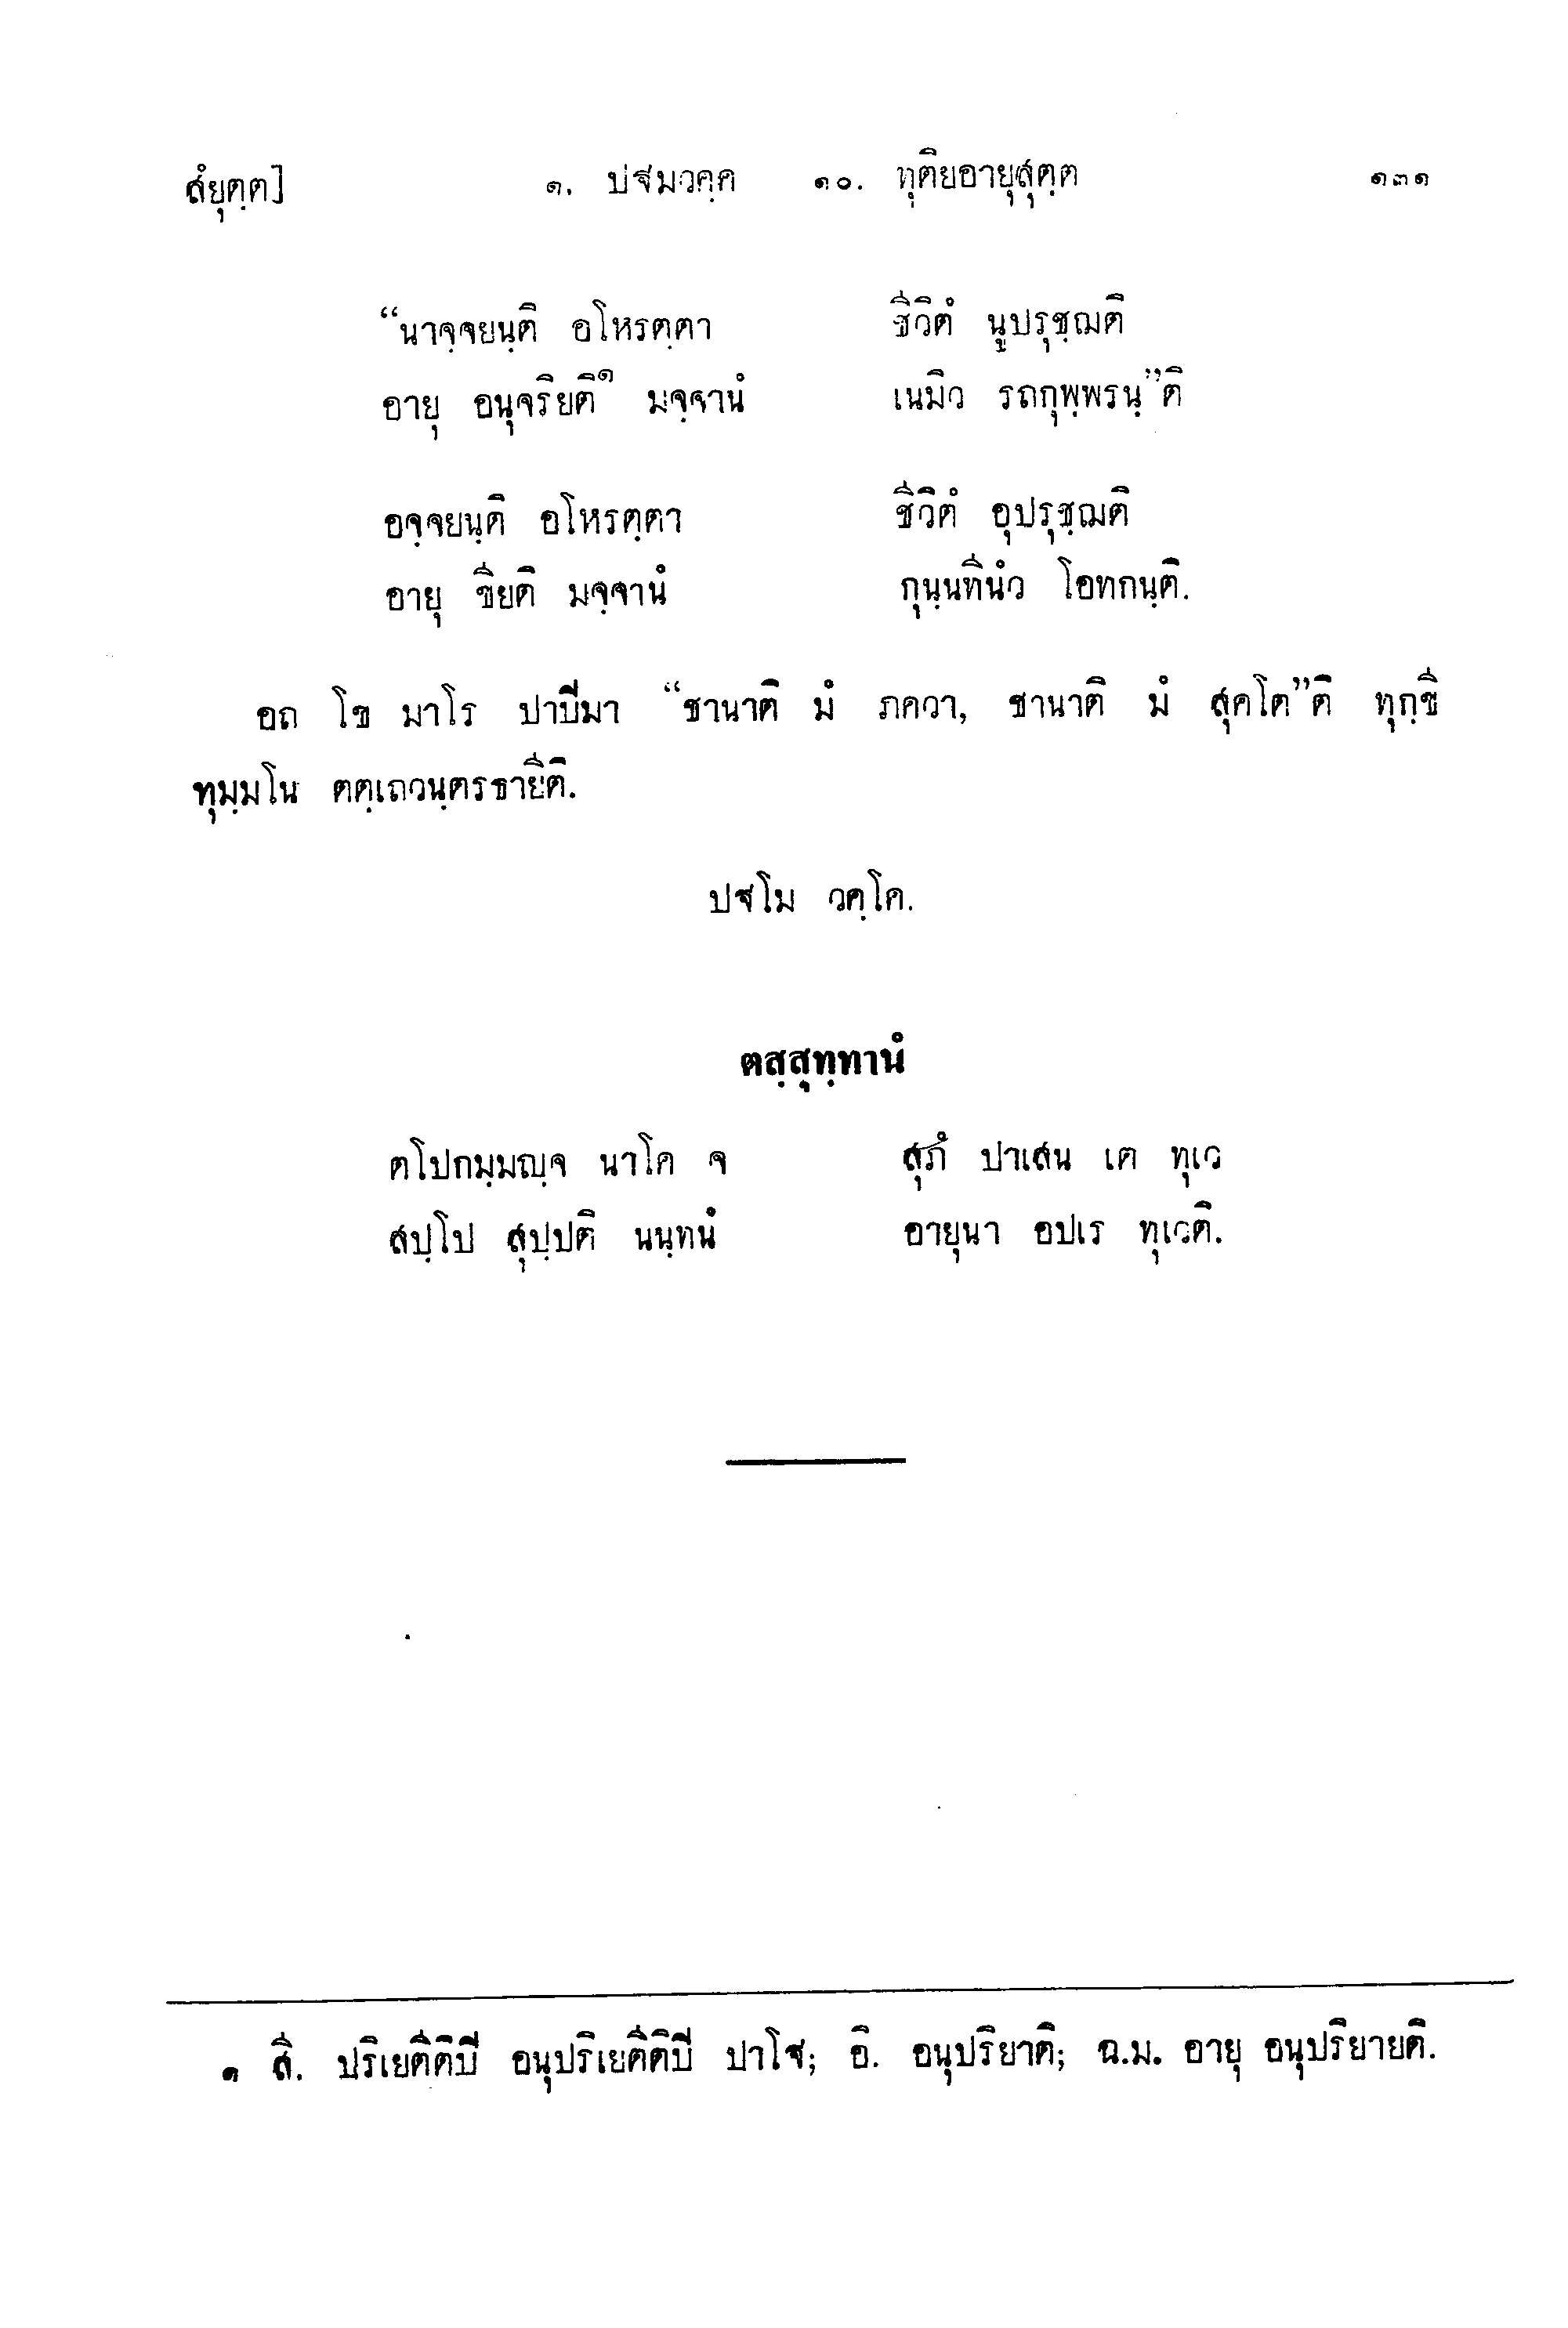 สํยุตฺต] ๑. ปฐมวคฺค ๑๐. ทุติยอายุสุตฺต ๑๓๑
“นาจฺจยนฺติ อโหรตฺตา ชีวิตํ นูปรุชฺฌติ
อายุ อนุจริยติ๑ มจฺจานํ เนมิว รถกุพฺพรนฺ”ติ
อจฺจยนฺติ อโหรตฺตา ชีวิตํ อุปรุชฺฌติ
อายุ ขียติ มจฺจานํ กุนฺนทีนํว โอทกนฺติ.
อถ โข มาโร ปาปิมา “ชานาติ มํ ภควา, ชานาติ มํ สุคโต”ติ ทุกฺขี
ทุมฺมโน ตตฺเถวนฺตรธายีติ.
ปฐโม วคฺโค.
ตสฺสุทฺทานํ
ตโปกมฺมญฺจ นาโค จ สุภํ ปาเสน เต ทุเว
สปฺโป สุปฺปติ นนฺทนํ อายุนา อปเร ทุเวติ.
๑ สี. ปริเยตีติปี อนุปริเยตีติปี ปาโฐ; อิ. อนุปริยาติ; ฉ.ม. อายุ อนุปริยายติ.